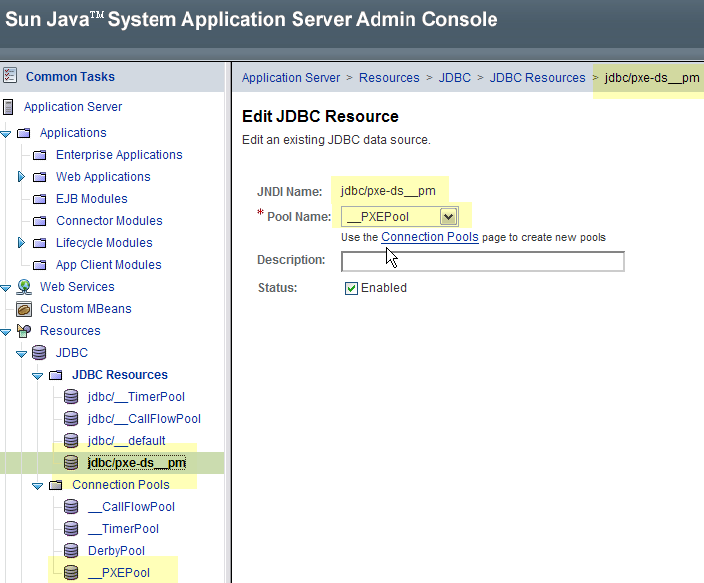 Sun Java™ System Application Server Admin Console
Common Tasks
Application Server
Applications
Enterprise Applications
Web Applications
EJB Modules
Connector Modules
Lifecycle Modules
App Client Modules
Web Services
Custom MBeans
Resources
JDBC
JDBC Resources
jdbc/__TimerPool
jdbc/__CallFlowPool
jdbc/__default
jdbc/pxe-ds__pm
Connection Pools
__CallFlowPool
__TimerPool
DerbyPool
__PXEPool
Application Server > Resources > JDBC > JDBC Resources > jdbc/pxe-ds__pm
Edit JDBC Resource
Edit an existing JDBC data source.
JNDI Name: jdbc/pxe-ds__pm
* Pool Name: __PXEPool
Use the Connection Pools page to create new pools
Description:
Status: Enabled